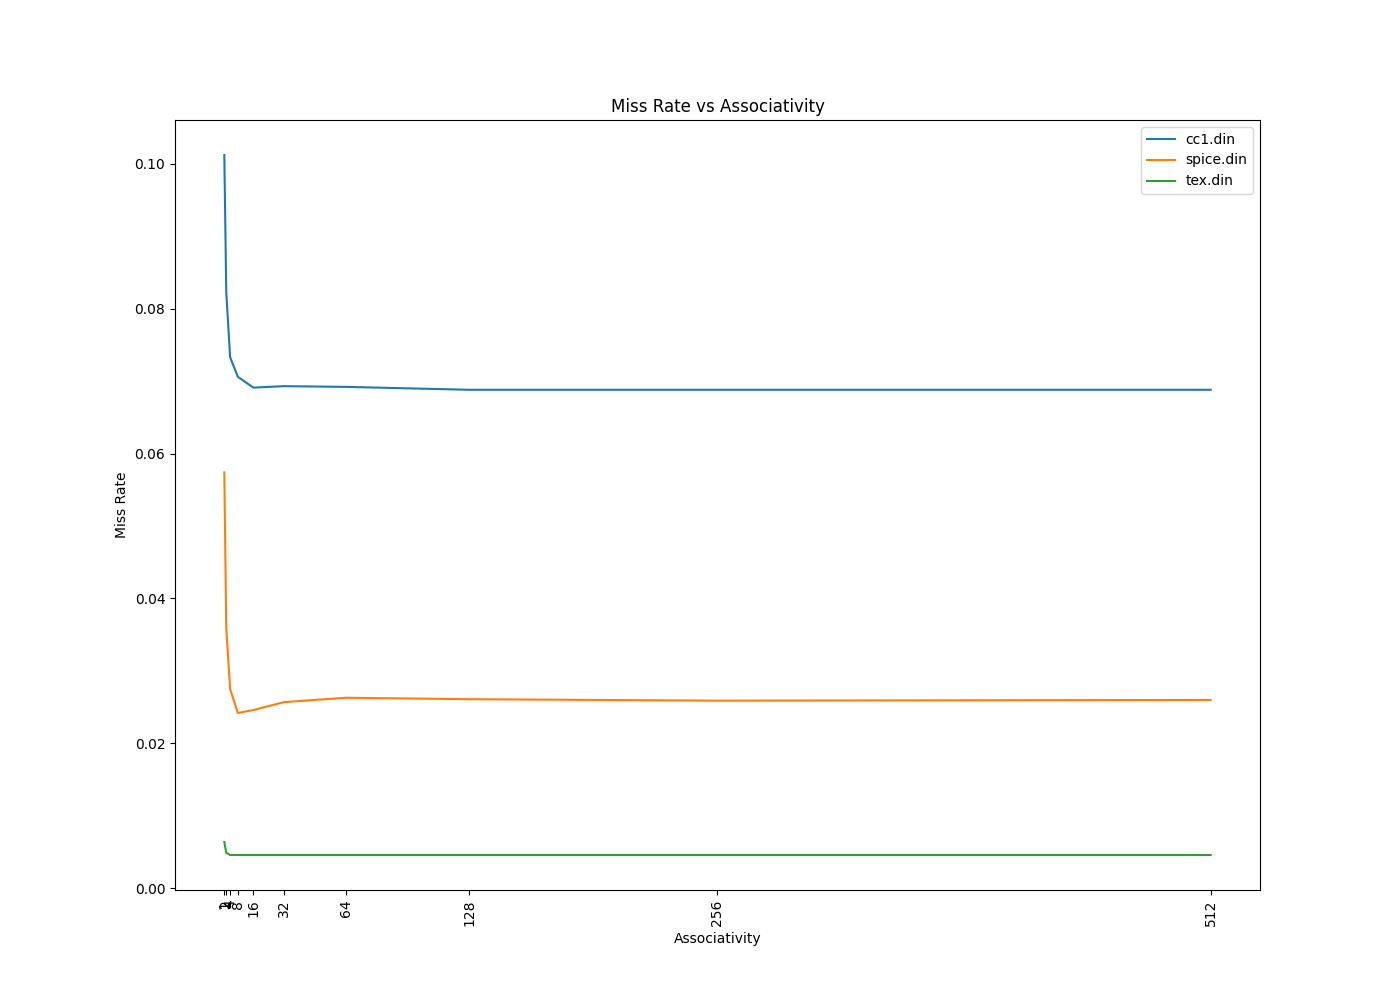 Miss Rate vs Associativity
cc1.din
spice.din
tex.din
0.10
0.08
0.06
0.04
0.02
0.00
Miss Rate
8
16
32
64
128
256
512
Associativity